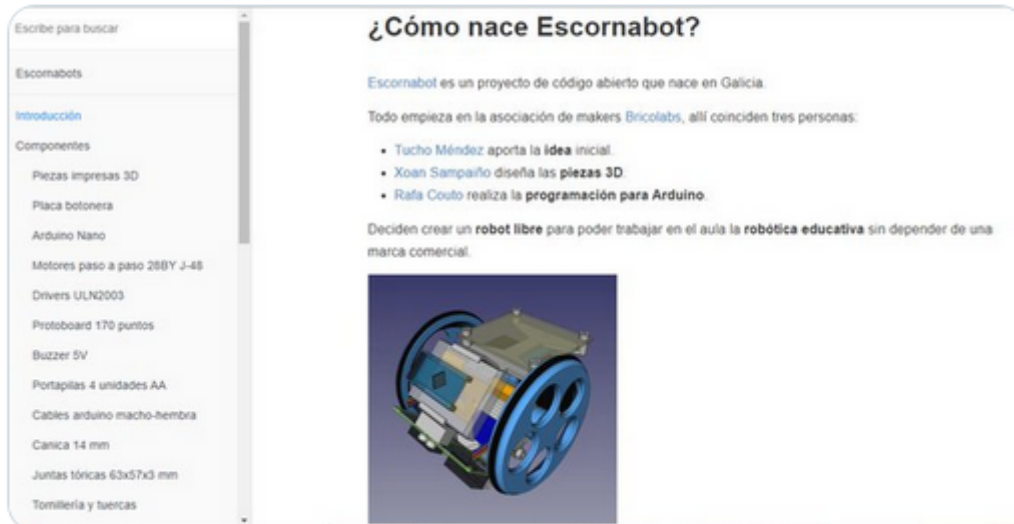 Escribe para buscar
Escornabots
Introducción
Componentes
Piezas impresas 3D
Placa botonera
Arduino Nano
Motores paso a paso 28BY J-48
Drivers ULN2003
Protoboard 170 puntos
Buzzer 5V
Portapilas 4 unidades AA
Cables arduino macho-hembra
Canica 14 mm
Juntas tóricas 63x57x3 mm
Tornillería y tuercas
¿Cómo nace Escornabot?
Escornabot es un proyecto de código abierto que nace en Galicia.
Todo empieza en la asociación de makers Bricolabs, allí coinciden tres personas:
• Tucho Méndez aporta la idea inicial.
• Xoan Sampaiño diseña las piezas 3D.
• Rafa Couto realiza la programación para Arduino.
Deciden crear un robot libre para poder trabajar en el aula la robótica educativa sin depender de una
marca comercial.